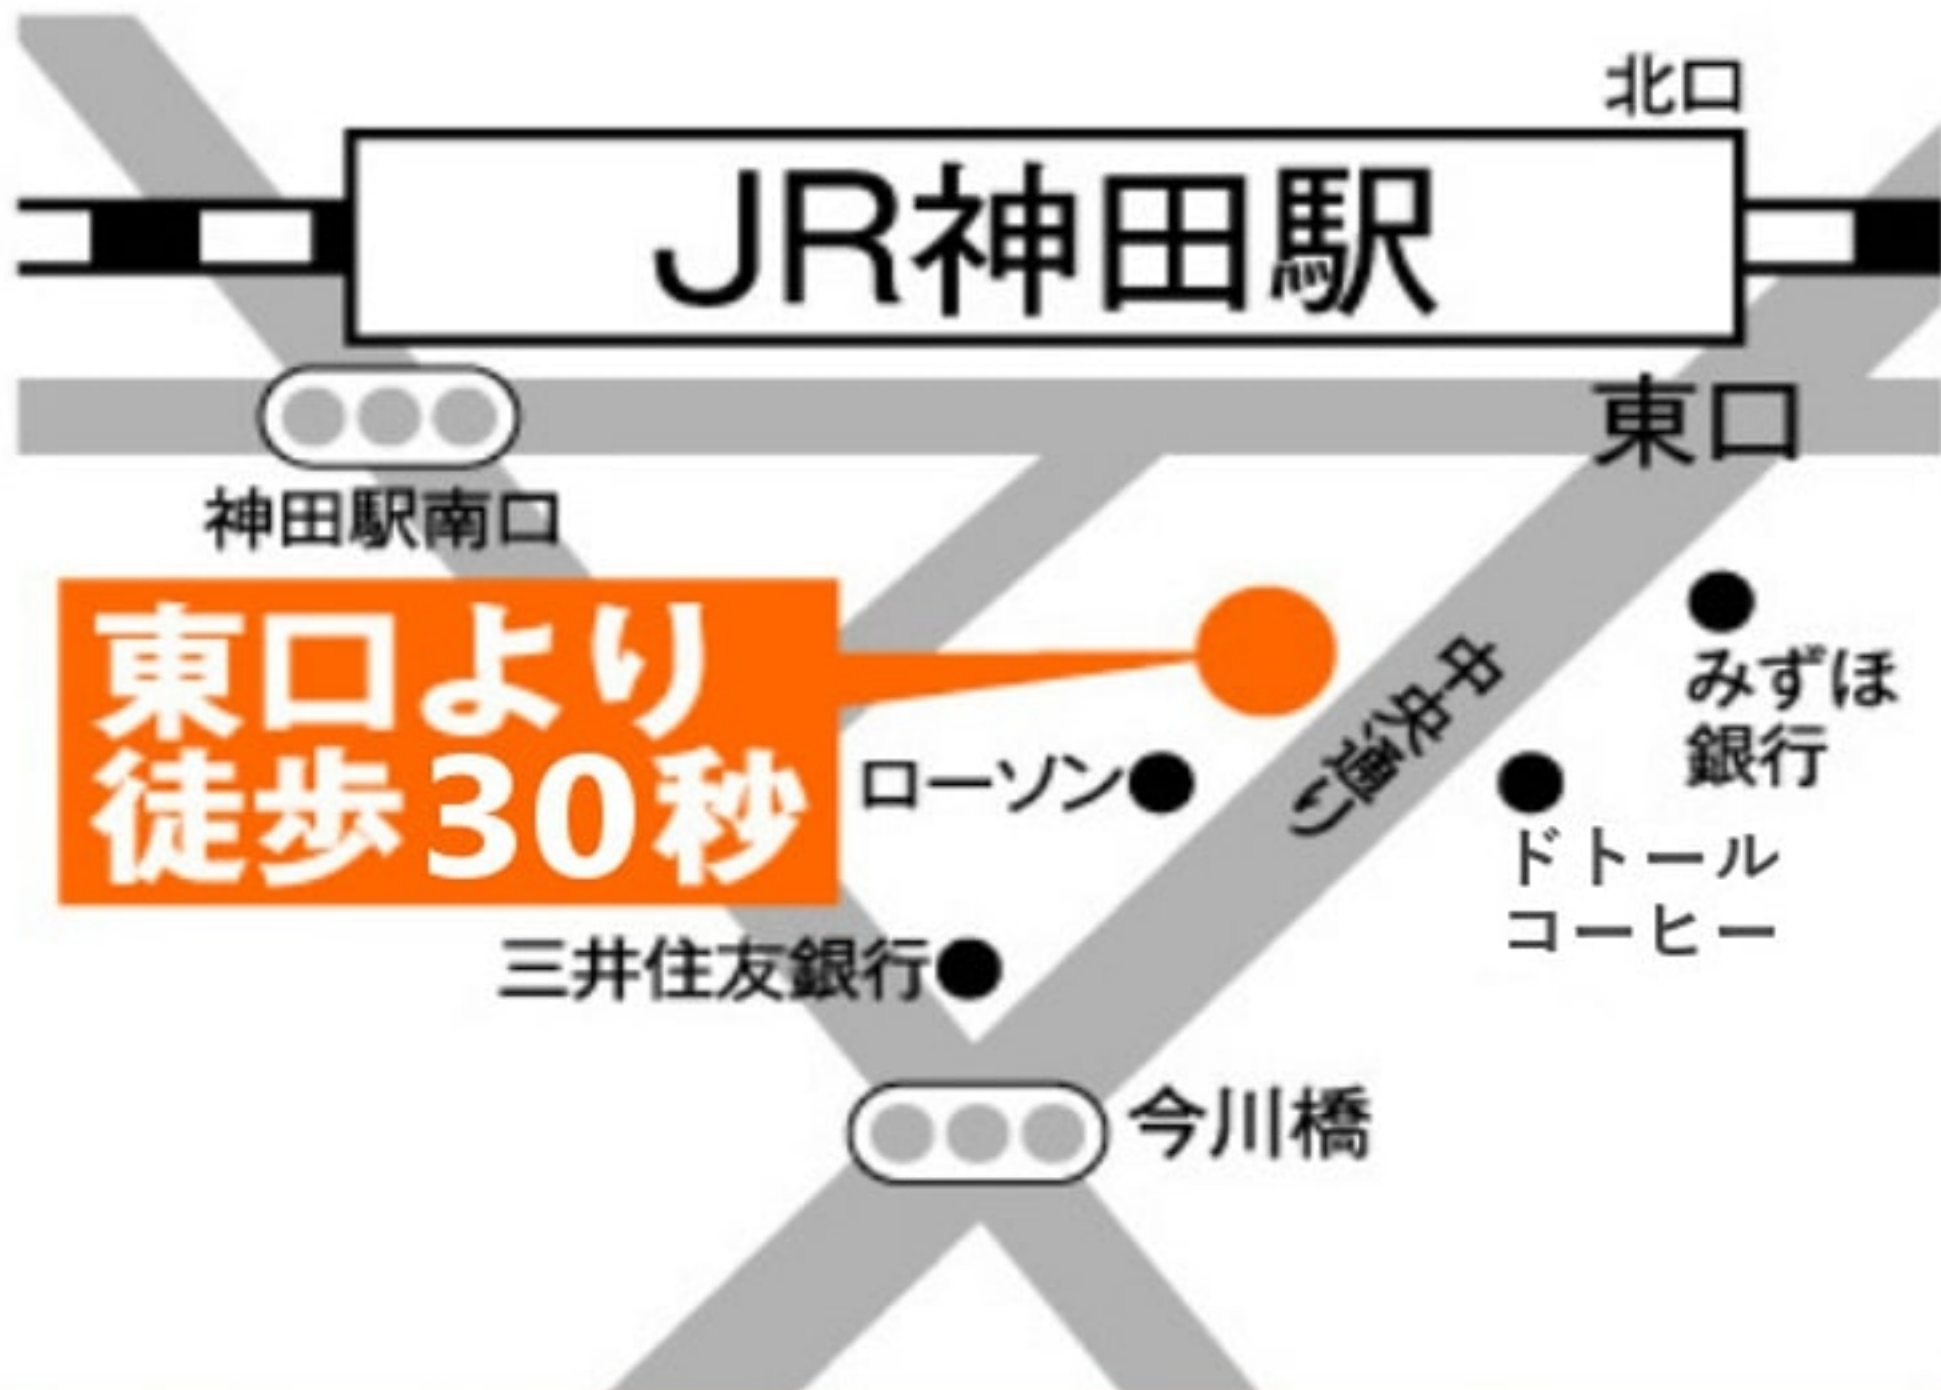 北口
JR神田駅
東口
神田駅南口
東口より
徒歩30秒
中央通り
みずほ
銀行
ローソン
ドトール
コーヒー
三井住友銀行
今川橋